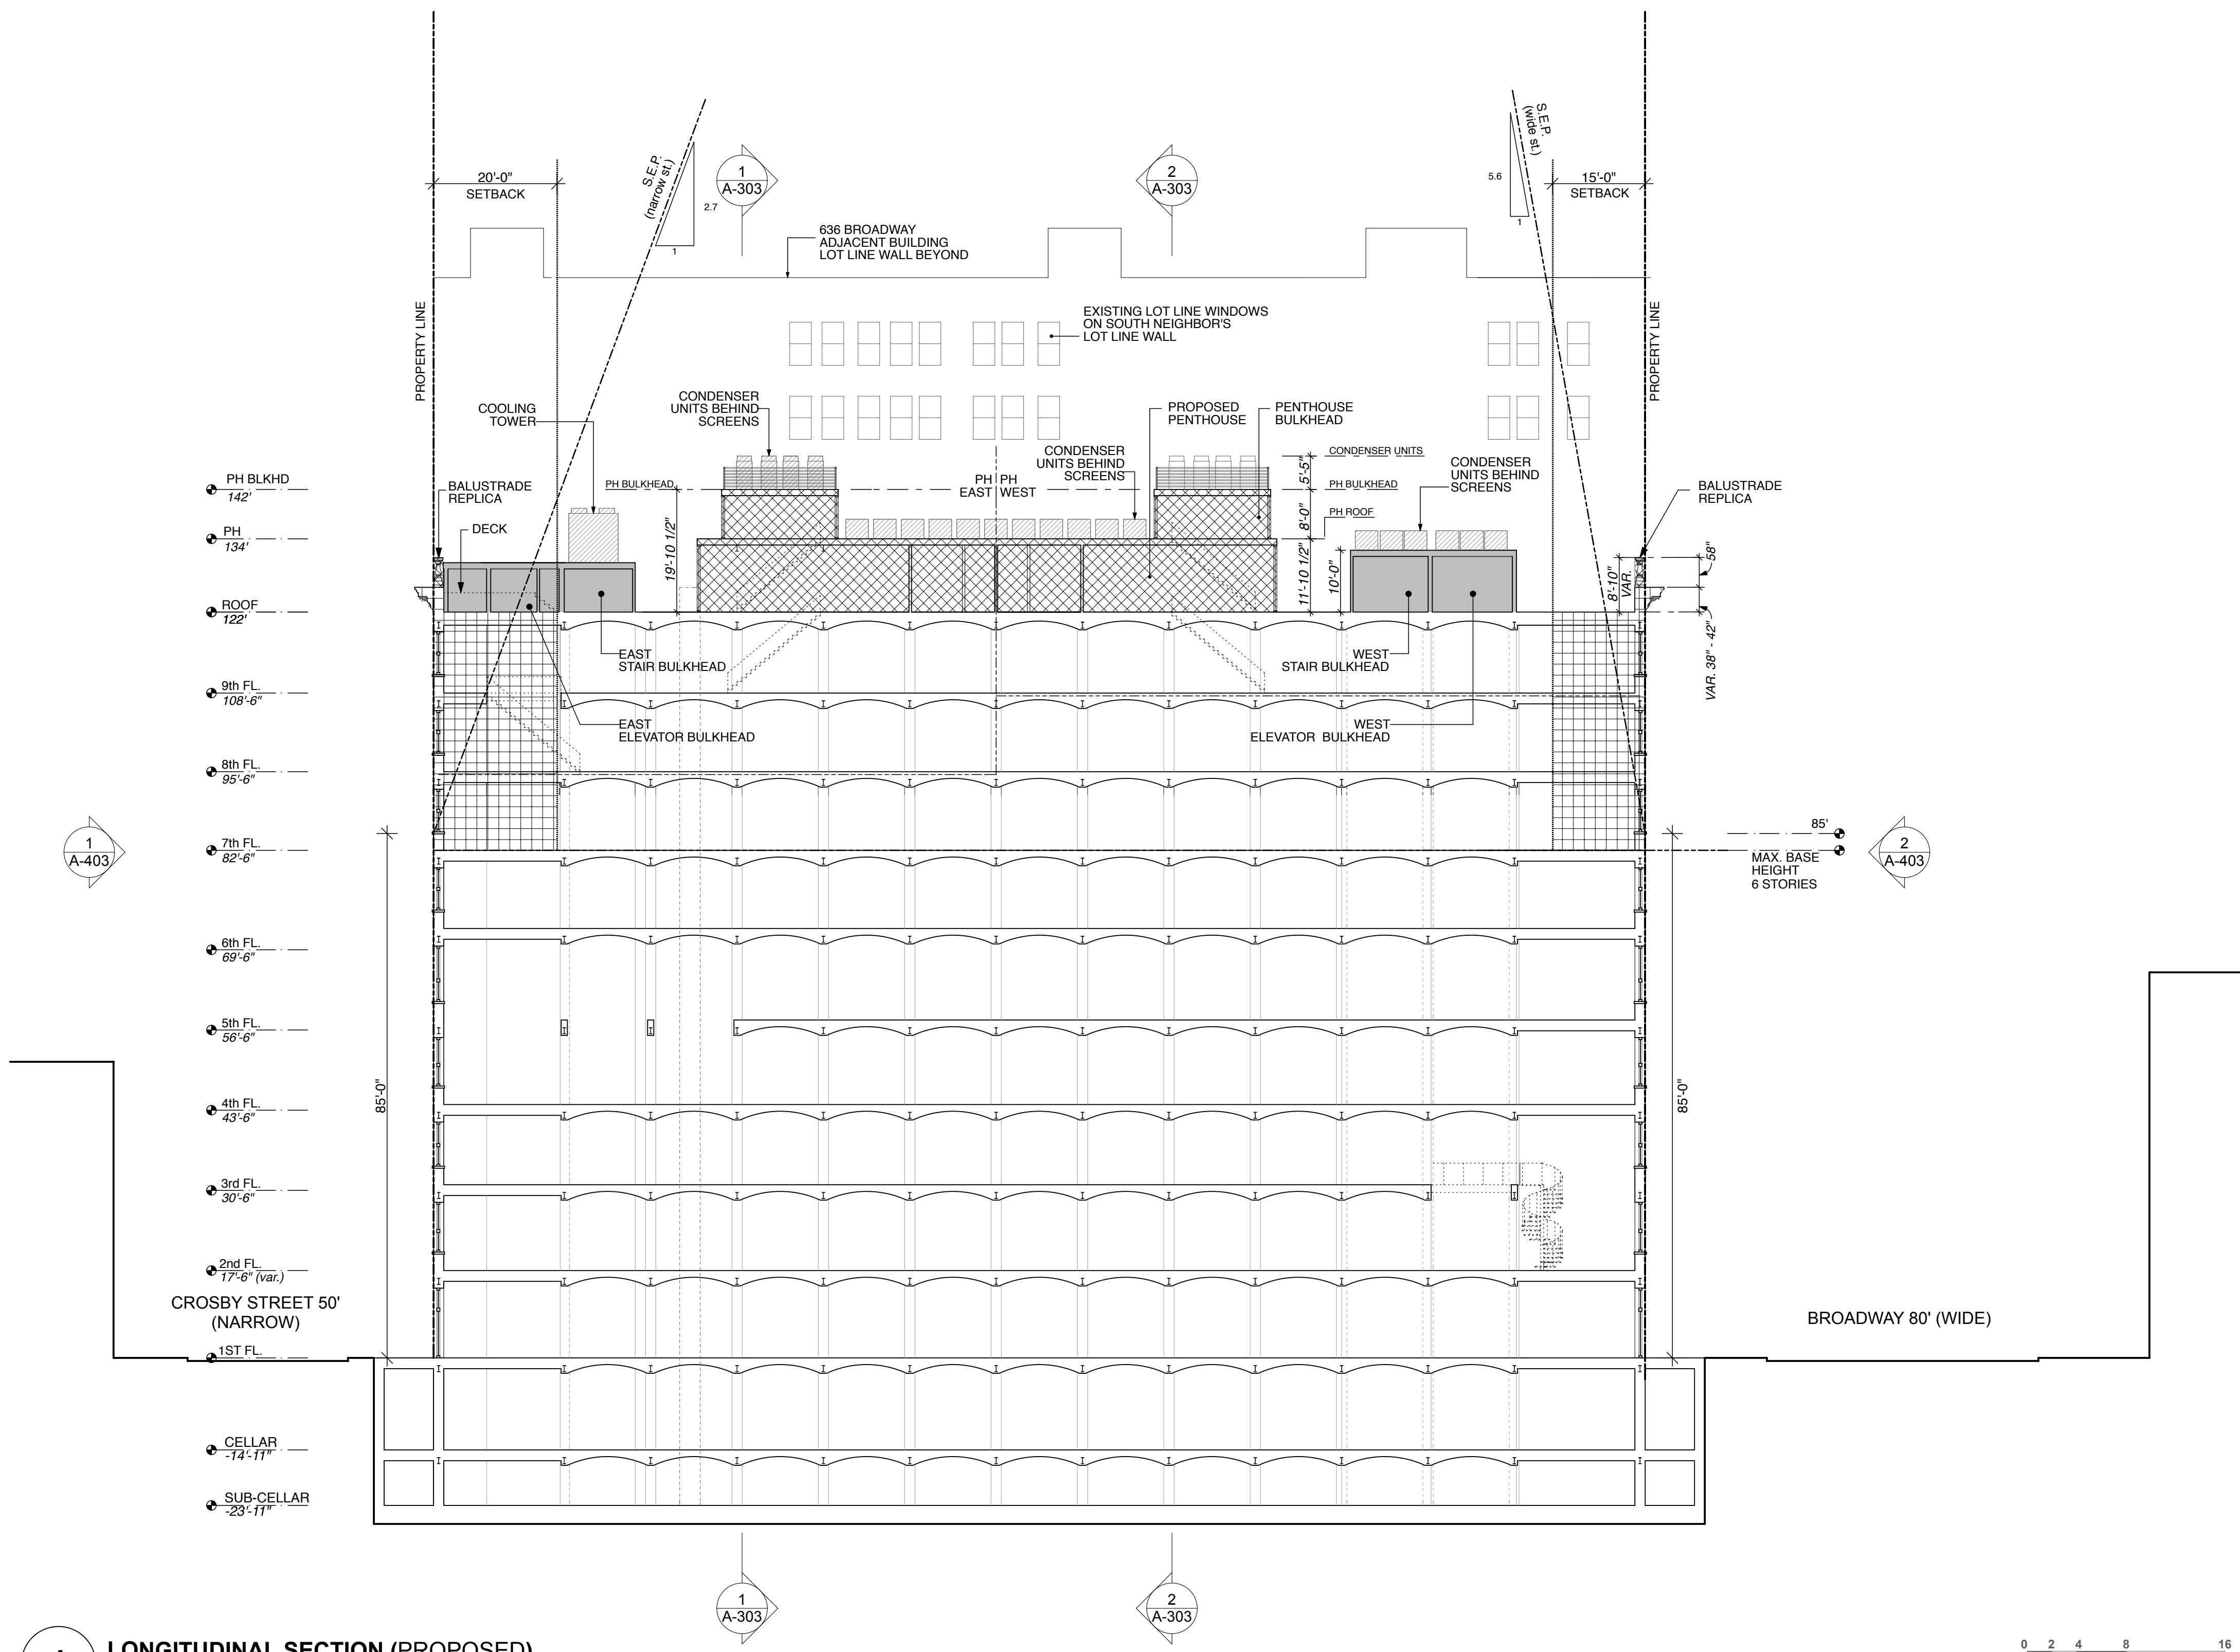 20'-0"
SETBACK
S.E.P.
(narrow st.)
2.7
1
1
A-303
2
A-303
S.E.P.
(wide st.)
5.6
1
15'-0"
SETBACK
636 BROADWAY
ADJACENT BUILDING
LOT LINE WALL BEYOND
PROPERTY LINE
EXISTING LOT LINE WINDOWS
ON SOUTH NEIGHBOR'S
LOT LINE WALL
PROPERTY LINE
COOLING
TOWER
CONDENSER
UNITS BEHIND
SCREENS
PROPOSED
PENTHOUSE
PENTHOUSE
BULKHEAD
CONDENSER
UNITS BEHIND
SCREENS
CONDENSER UNITS
CONDENSER
UNITS BEHIND
SCREENS
PH BLKHD
142'
BALUSTRADE
REPLICA
PH BULKHEAD
PH PH
EAST WEST
5'-5"
PH BULKHEAD
BALUSTRADE
REPLICA
DECK
PH
134'
8'-0"
PH ROOF
19'-10 1/2"
11'-10 1/2"
10'-0"
8'-10"
VAR.
58"
ROOF
122'
VAR. 38" - 42"
EAST
STAIR BULKHEAD
WEST
STAIR BULKHEAD
9th FL.
108'-6"
EAST
ELEVATOR BULKHEAD
WEST
ELEVATOR BULKHEAD
8th FL.
95'-6"
1
A-403
7th FL.
82'-6"
85'
MAX. BASE
HEIGHT
6 STORIES
2
A-403
6th FL.
69'-6"
5th FL.
56'-6"
85'-0"
85'-0"
4th FL.
43'-6"
3rd FL.
30'-6"
2nd FL.
17'-6" (var.)
CROSBY STREET 50'
(NARROW)
BROADWAY 80' (WIDE)
1ST FL.
CELLAR
-14'-11"
SUB-CELLAR
-23'-11"
1
A-303
2
A-303
LONGITUDINAL SECTION (PROPOSED)
0 2 4 8 16